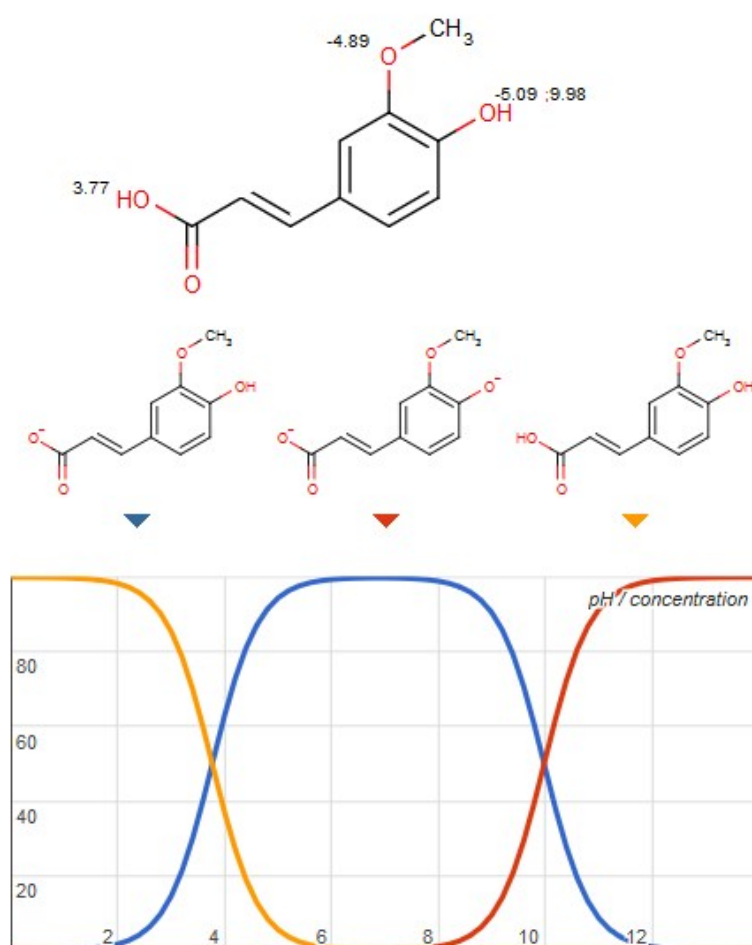 -4.89 CH3
O
-5.09 ;9.98
OH
3.77 HO
O
CH3
O
OH
O-
O
CH3
O
O-
O-
O
CH3
O
OH
HO
O
pH / concentration
80
60
40
20
2 4 6 8 10 12